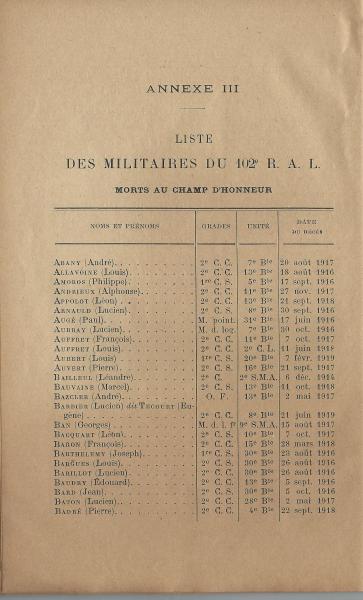 ANNEXE III
LISTE
DES MILITAIRES DU 102e R. A. L.
MORTS AU CHAMP D'HONNEUR
NOMS ET PRÉNOMS GRADES UNITÉ DATE
DU DÉCÈS
ABANY (André). 2e C. C. 7e Bie 20 août 1917
ALLAVOINE (Louis). 2e C. C. 13e Bie 18 août 1916
AMOROS (Philippe). 1er C. S. 5e Bie 17 sept. 1916
ANDRIEUX (Alphonse). 2e C. C. 11e Bie 27 nov. 1917
APPOLOT (Léon) 2e C. C. 13e Bie 21 sept. 1918
ARNAULD (Lucien) 2e C. C. 8e Bie 30 sept. 1916
AUGÉ (Paul). M. point. 31e Bie 17 juin 1916
AUBRAY (Lucien) M. d. log. 7e Bie 30 oct. 1916
AUFFRET (François). 2e C. C. 11e Bie 7 oct. 1917
AUFFRET (Louis). 2e C. C. 2e C. L. 11 juin 1918
AUBERT (Louis) 1er C. S. 20e Bie 7 févr. 1919
AUVERT (Pierre). 2e C. S. 16e Bie 21 sept. 1917
BAILLEUL (Léandre) 2e C. 2e S.M.A. 6 déc. 1914
BAUVAINE (Marcel). 2e C. S. 13e Bie 14 oct. 1918
BAZCLER (André) O. F. 13e Bie 2 mai 1917
BARBIER (Lucien) dit TÉCOURT (Eu-
gène) 2e C. C. 8e Bie 21 juin 1919
BAN (Georges) M. d. l. 9e S.M.A. 15 août 1917
BACQUART (Léon). 2e C. S. 10e Bie 7 oct. 1917
BARON (François). 2e C. C. 15e Bie 28 mars 1918
BARTHELEMY (Joseph) 1er C. S. 30e Bie 23 août 1916
BARGUES (Louis) 2e C. S. 30e Bie 26 août 1916
BARILLOT (Lucien) 2e C. C. 30e Bie 26 août 1916
BAUDRY (Édouard) 2e C. C. 13e Bie 5 sept. 1916
BARD (Jean) 2e C. S. 30e Bie 5 oct. 1916
BATON (Lucien) 2e C. C. 28e Bie 2 mai 1917
BADRÉ (Pierre). 2e C. C. 4e Bie 22 sept. 1918